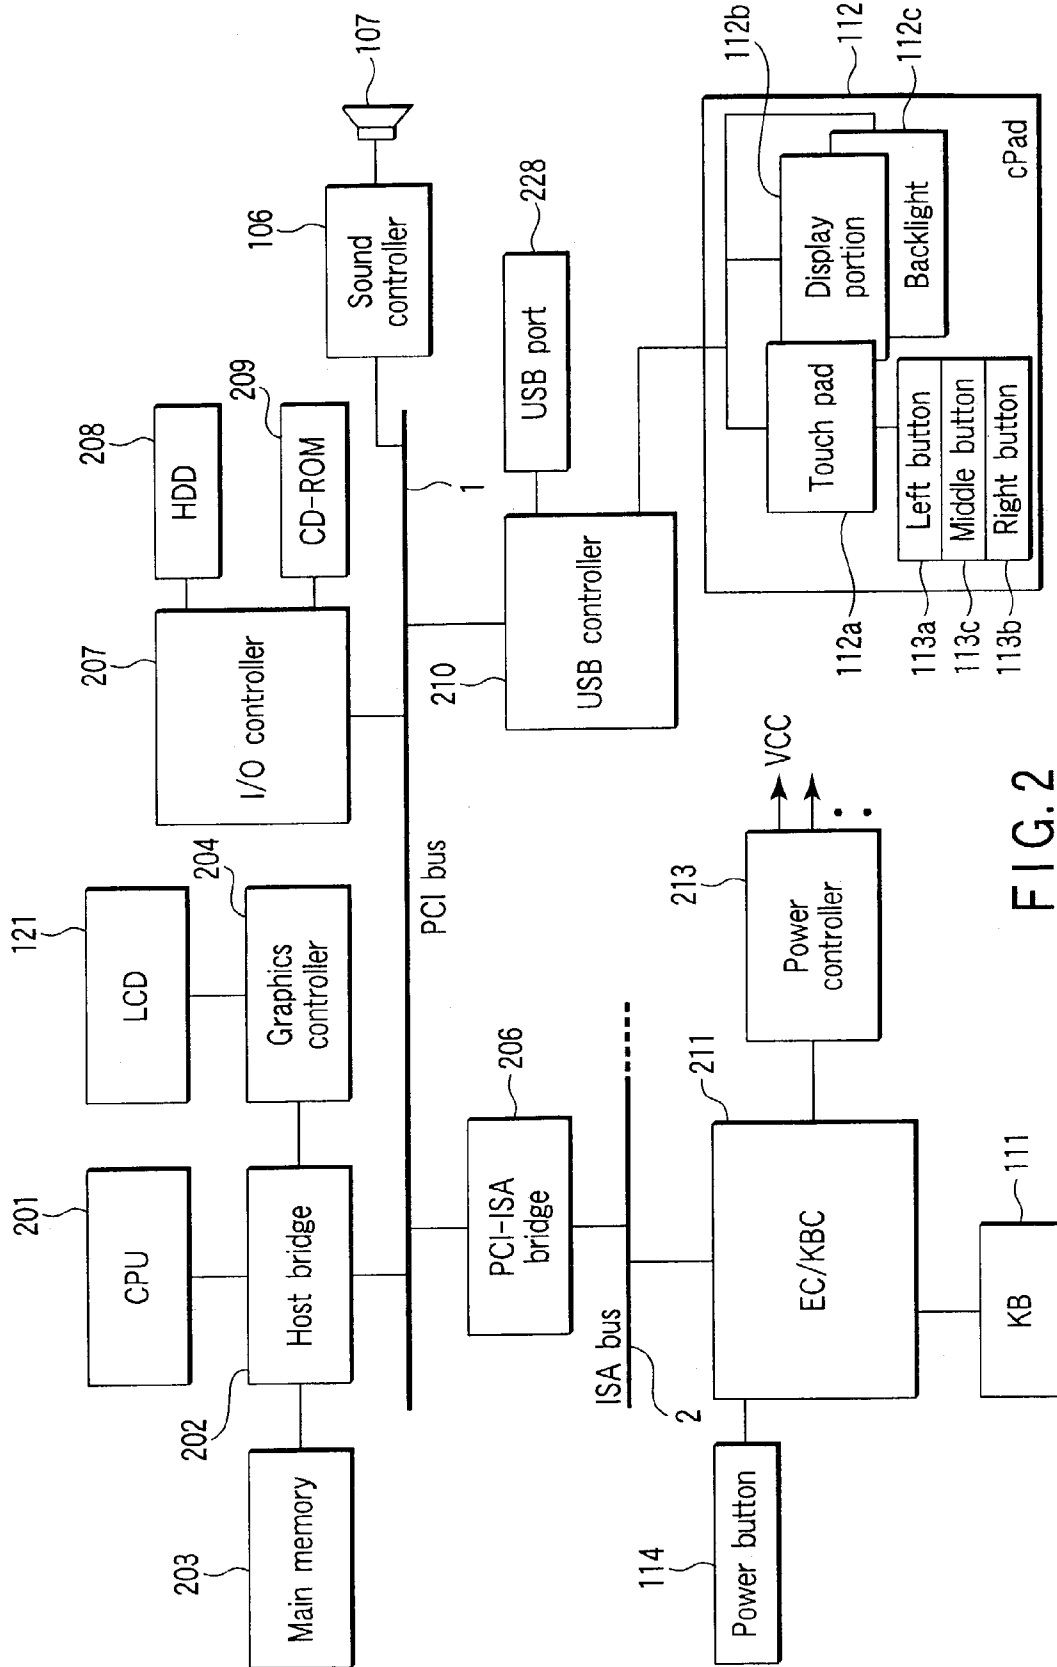 201
CPU
121
LCD
208
HDD
209
CD-ROM
207
I/O controller
203
Main memory
202
Host bridge
204
Graphics
controller
106
Sound
controller
107
PCI bus
1
206
PCI-ISA
bridge
210
USB controller
228
USB port
ISA bus
2
114
Power button
211
EC/KBC
213
Power
controller
VCC
111
KB
112
112b
112c
Display
portion
Backlight
Touch pad
112a
113a
Left button
113c
Middle button
113b
Right button
cPad
FIG. 2